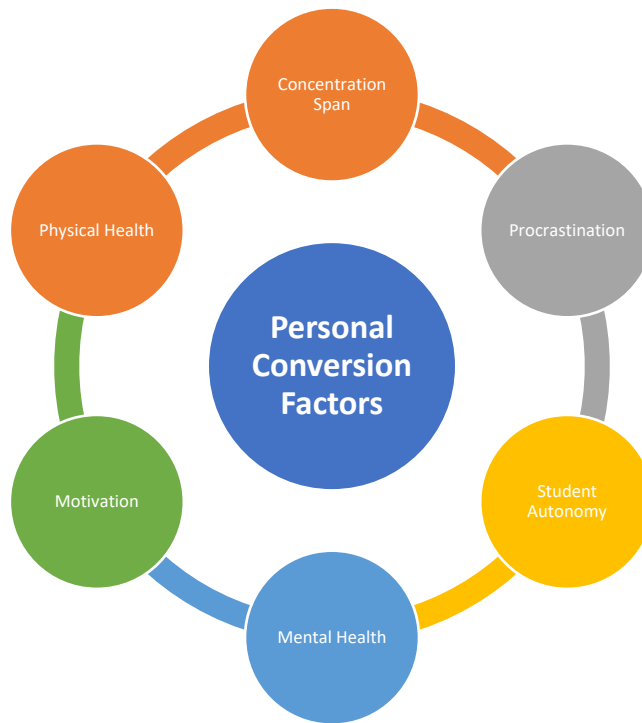 Concentration
Span
Physical Health
Procrastination
Personal
Conversion
Factors
Motivation
Student
Autonomy
Mental Health